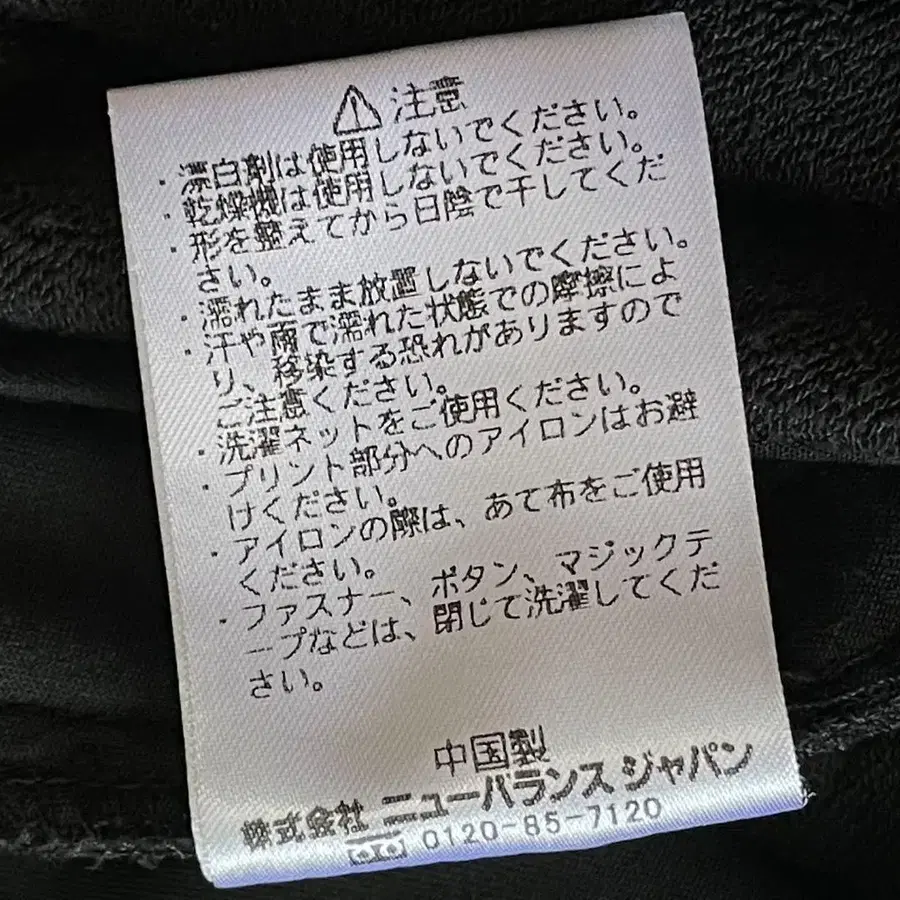 注意
・漂白剤は使用しないでください。
・乾燥機は使用しないでください。
・形を整えてから日陰で干してくだ
さい。
・濡れたまま放置しないでください。
・汗や雨で濡れた状態での摩擦によ
り、移染する恐れがありますので
ご注意ください。
・洗濯ネットをご使用ください。
・プリント部分へのアイロンはお避
けください。
・アイロンの際は、あて布をご使用
ください。
・ファスナー、ボタン、マジックテ
ープなどは、閉じて洗濯してくだ
さい。
中国製
株式会社 ニューバランス ジャパン
0120-85-7120